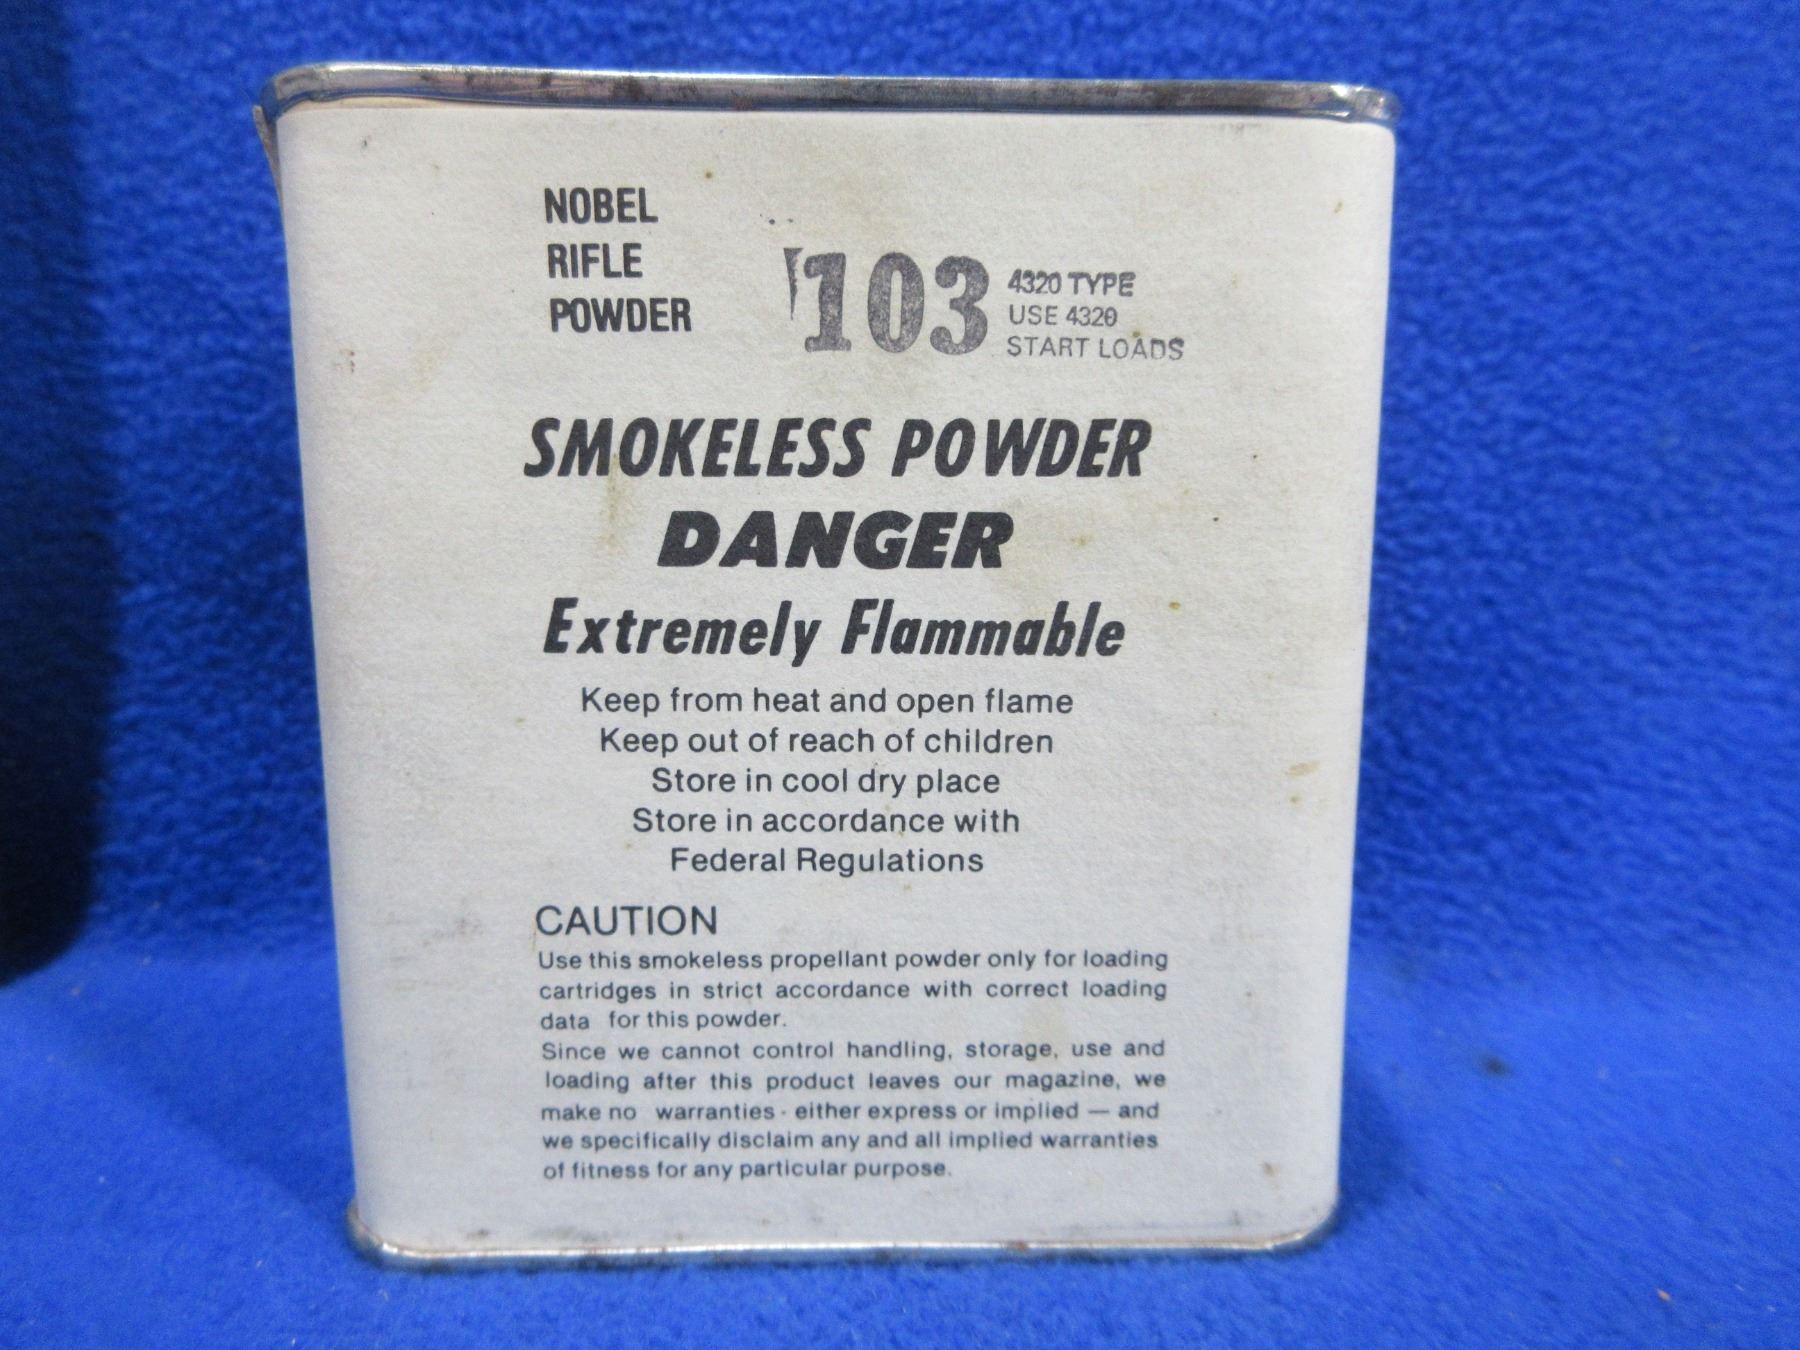 NOBEL
RIFLE
POWDER
103
4320 TYPE
USE 4320
START LOADS
SMOKELESS POWDER
DANGER
Extremely Flammable
Keep from heat and open flame
Keep out of reach of children
Store in cool dry place
Store in accordance with
Federal Regulations
CAUTION
Use this smokeless propellant powder only for loading
cartridges in strict accordance with correct loading
data for this powder.
Since we cannot control handling, storage, use and
loading after this product leaves our magazine, we
make no warranties - either express or implied — and
we specifically disclaim any and all implied warranties
of fitness for any particular purpose.